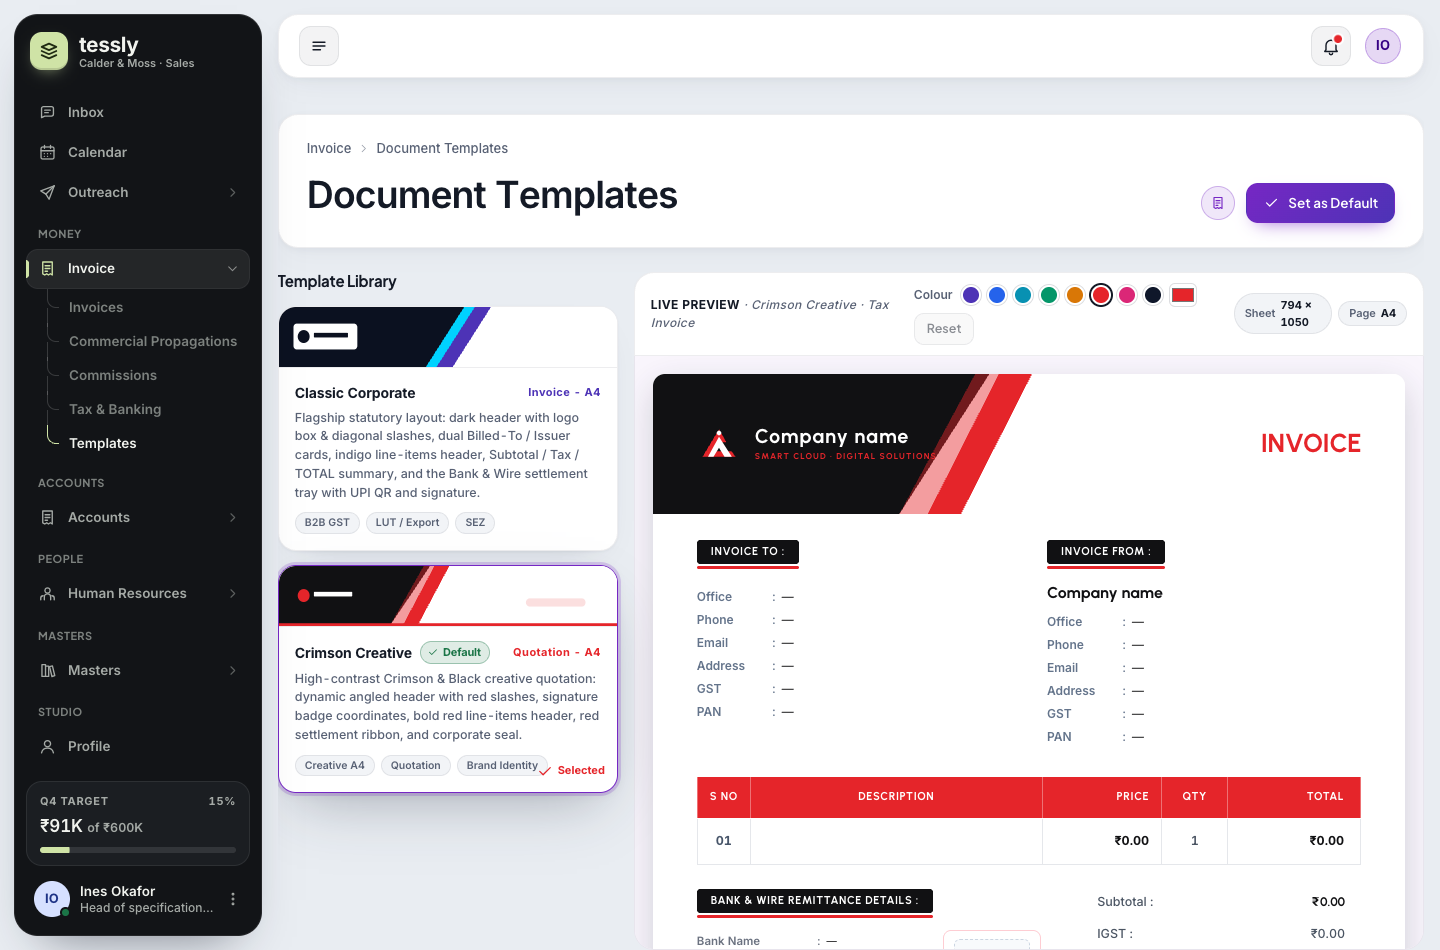 tessly
Calder & Moss · Sales
Inbox
Calendar
Outreach
MONEY
Invoice
Invoices
Commercial Propagations
Commissions
Tax & Banking
Templates
ACCOUNTS
Accounts
PEOPLE
Human Resources
MASTERS
Masters
STUDIO
Profile
Q4 TARGET 15%
₹91K of ₹600K
IO
Ines Okafor
Head of specification...
IO
Invoice > Document Templates
Document Templates
Set as Default
Template Library
Classic Corporate Invoice - A4
Flagship statutory layout: dark header with logo
box & diagonal slashes, dual Billed-To / Issuer
cards, indigo line-items header, Subtotal / Tax /
TOTAL summary, and the Bank & Wire settlement
tray with UPI QR and signature.
B2B GST LUT / Export SEZ
Crimson Creative Default Quotation - A4
High-contrast Crimson & Black creative quotation:
dynamic angled header with red slashes, signature
badge coordinates, bold red line-items header, red
settlement ribbon, and corporate seal.
Creative A4 Quotation Brand Identity
Selected
LIVE PREVIEW · Crimson Creative · Tax
Invoice
Colour
Reset
Sheet 794 ×
1050
Page A4
Company name
SMART CLOUD · DIGITAL SOLUTIONS
INVOICE
INVOICE TO :
Office : —
Phone : —
Email : —
Address : —
GST : —
PAN : —
INVOICE FROM :
Company name
Office : —
Phone : —
Email : —
Address : —
GST : —
PAN : —
S NO DESCRIPTION PRICE QTY TOTAL
01 ₹0.00 1 ₹0.00
BANK & WIRE REMITTANCE DETAILS :
Bank Name : —
Subtotal : ₹0.00
IGST : ₹0.00